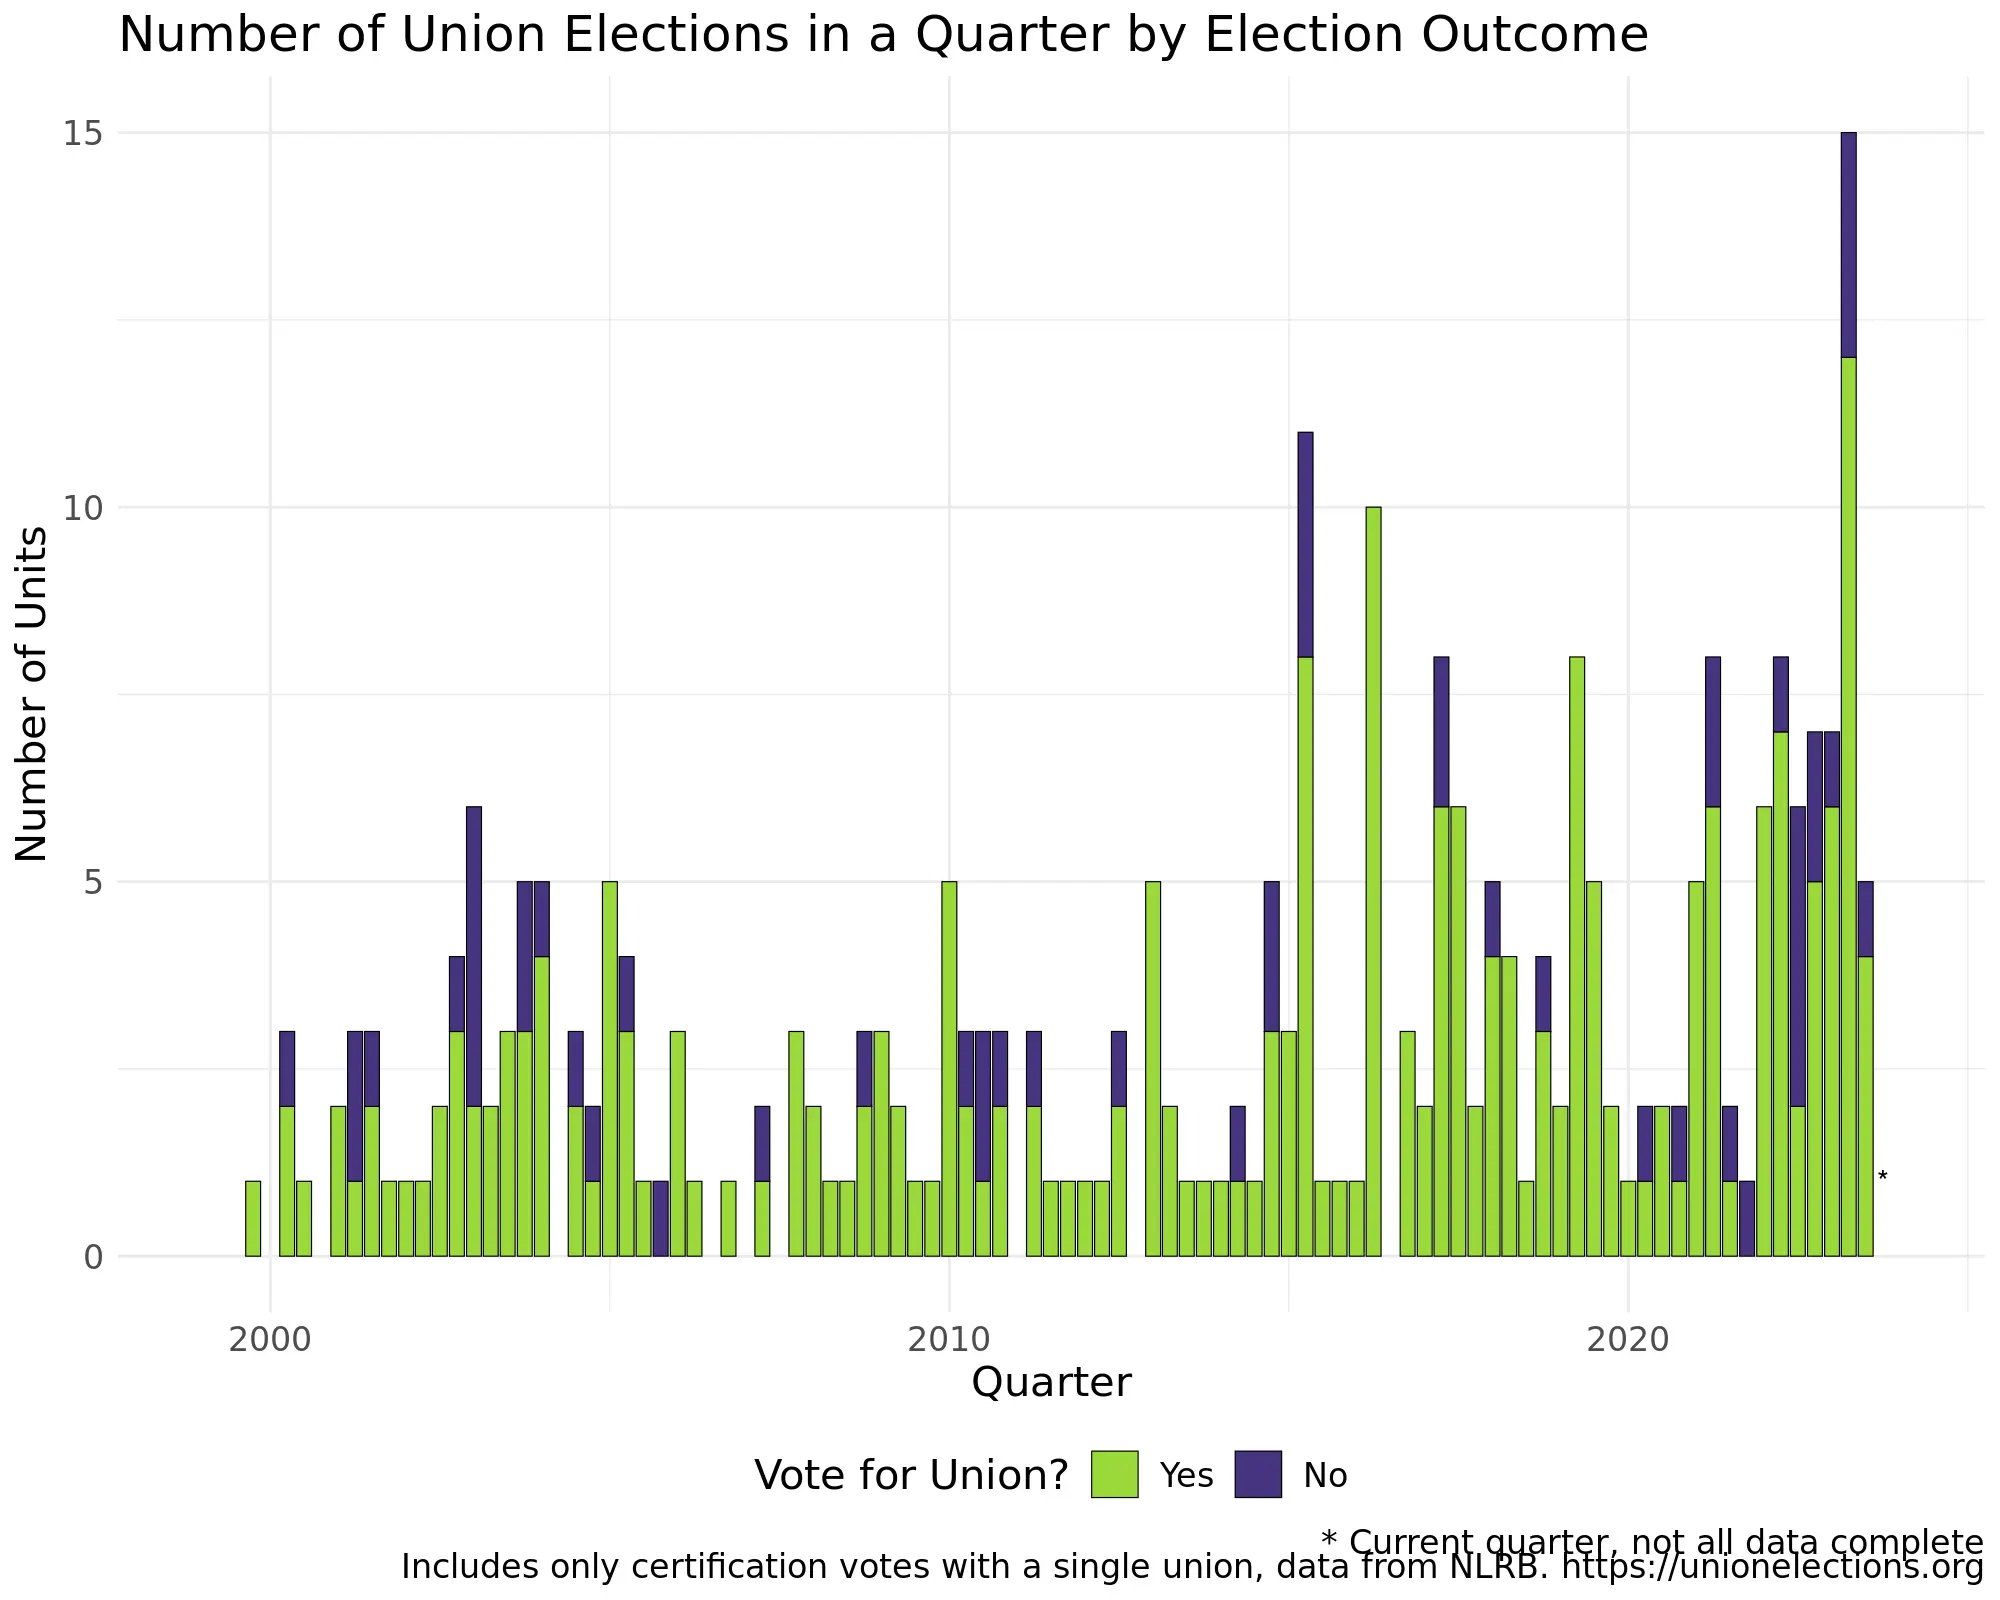 Number of Union Elections in a Quarter by Election Outcome
15
10
5
0
Number of Units
2000 2010 2020
*
Quarter
Vote for Union? Yes No
* Current quarter, not all data complete
Includes only certification votes with a single union, data from NLRB. https://unionelections.org